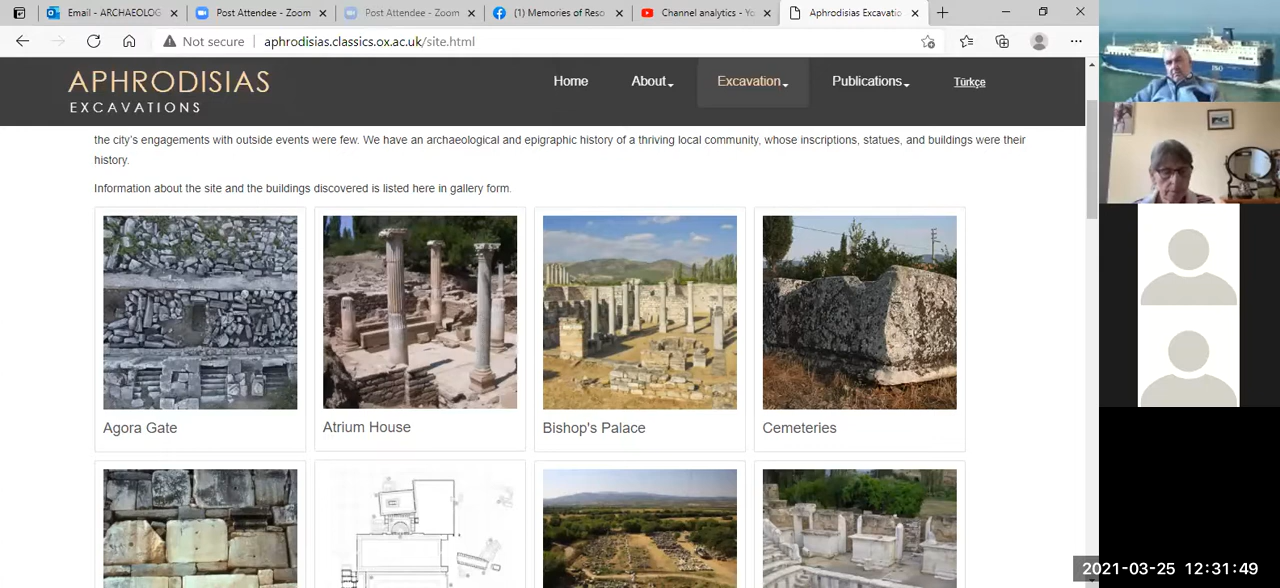 Email - ARCHAEOLOG
Post Attendee - Zoom
Post Attendee - Zoom
(1) Memories of Reso
Channel analytics - Yo
Aphrodisias Excavatio
Not secure | aphrodisias.classics.ox.ac.uk/site.html
APHRODISIAS
EXCAVATIONS
Home
About
Excavation
Publications
Türkçe
the city's engagements with outside events were few. We have an archaeological and epigraphic history of a thriving local community, whose inscriptions, statues, and buildings were their
history.
Information about the site and the buildings discovered is listed here in gallery form.
Agora Gate
Atrium House
Bishop's Palace
Cemeteries
2021-03-25 12:31:49